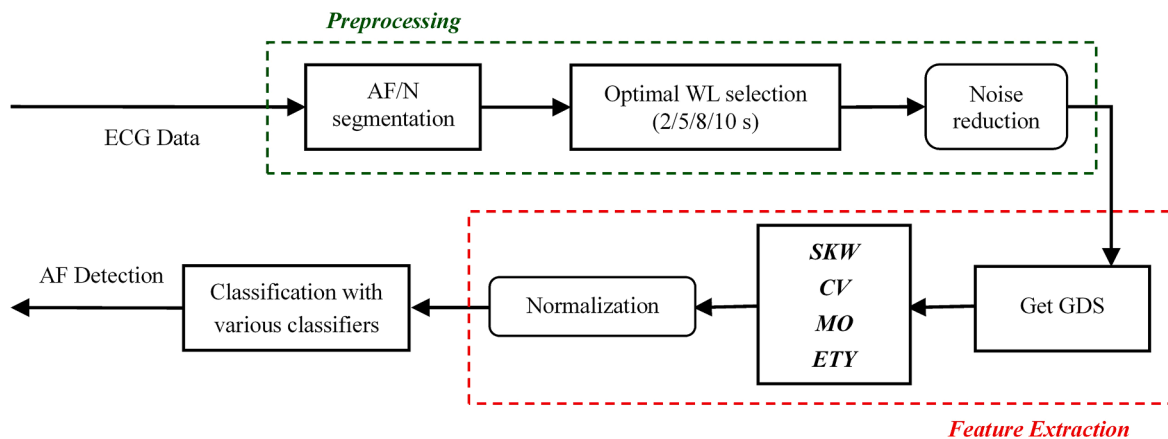 Preprocessing
ECG Data
AF/N
segmentation
Optimal WL selection
(2/5/8/10 s)
Noise
reduction
Get GDS
SKW
CV
MO
ETY
Normalization
Classification with
various classifiers
AF Detection
Feature Extraction